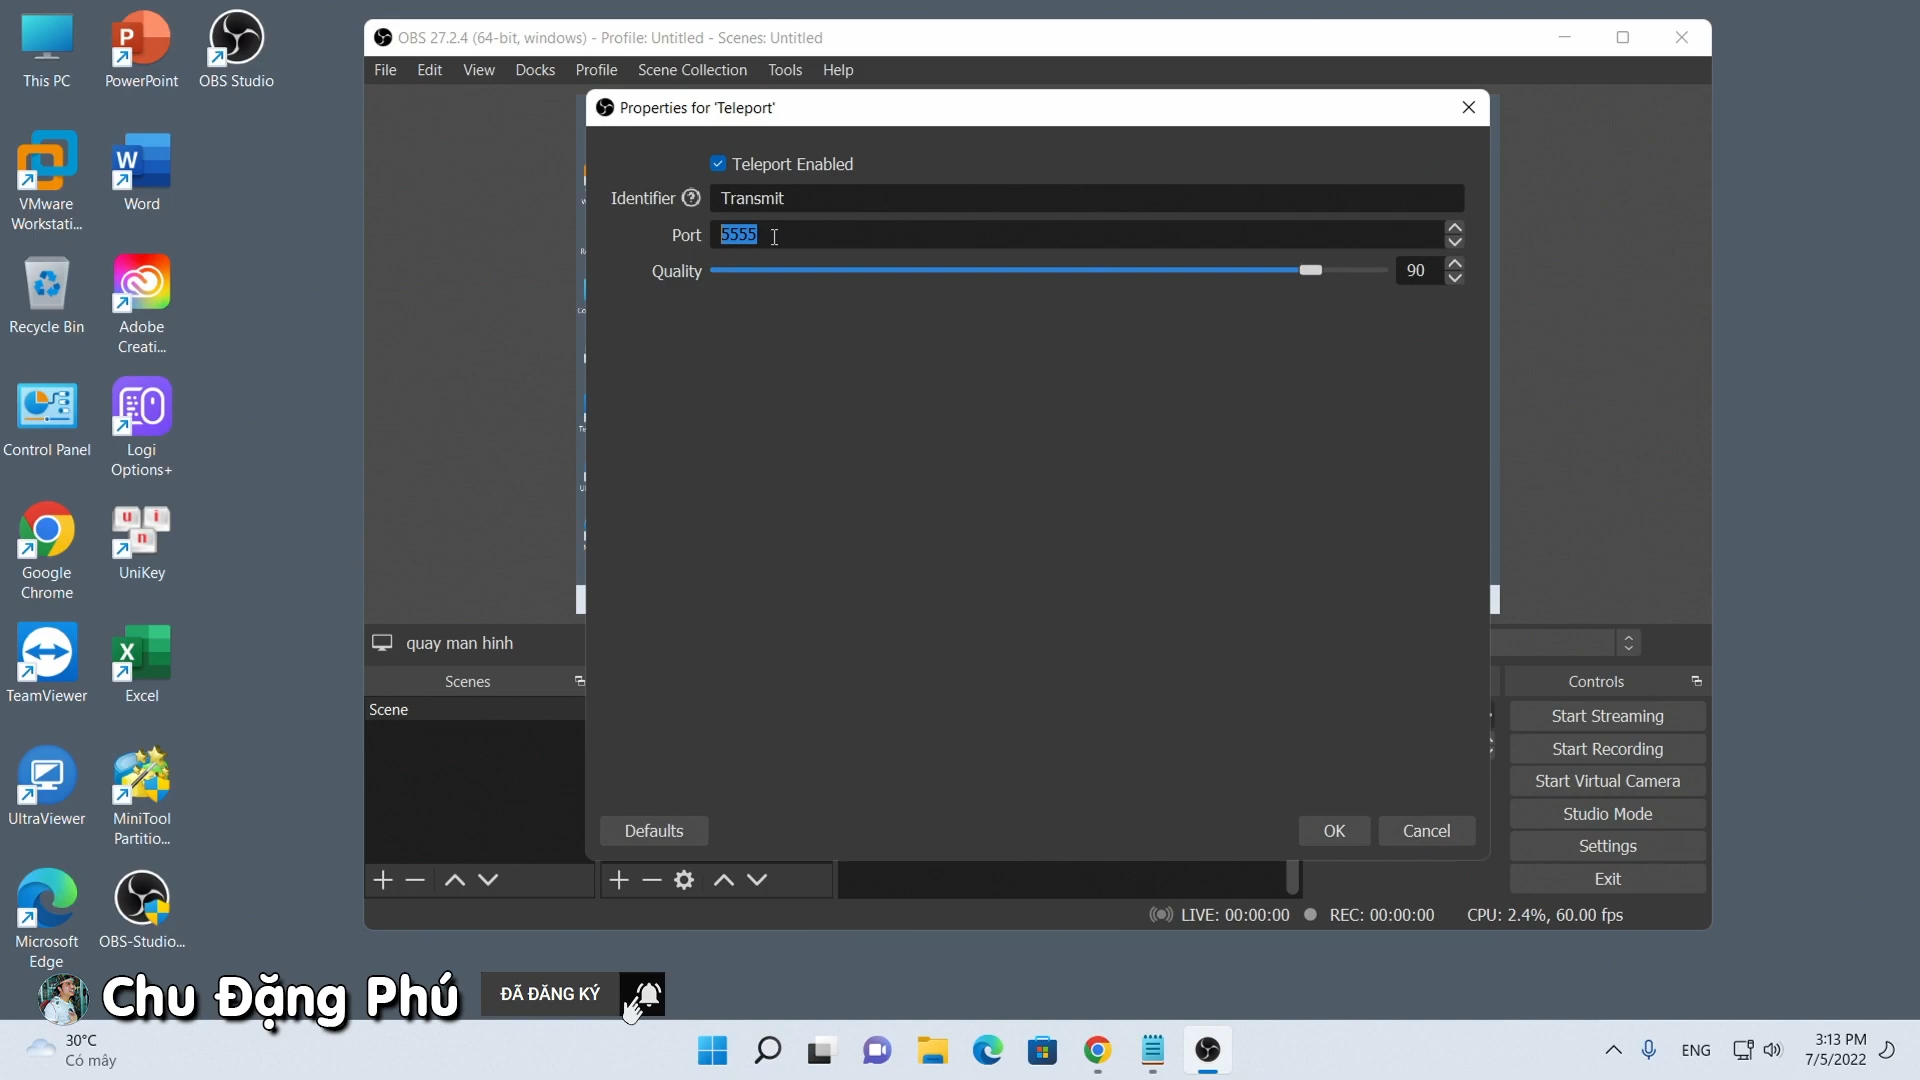 This PC
PowerPoint
OBS Studio
VMware
Workstati...
Word
Recycle Bin
Adobe
Creati...
Control Panel
Logi
Options+
Google
Chrome
UniKey
TeamViewer
Excel
UltraViewer
MiniTool
Partitio...
Microsoft
Edge
OBS-Studio...
OBS 27.2.4 (64-bit, windows) - Profile: Untitled - Scenes: Untitled
File Edit View Docks Profile Scene Collection Tools Help
Properties for 'Teleport'
Teleport Enabled
Identifier ? Transmit
Port 5555
Quality 90
Defaults OK Cancel
quay man hinh
Scenes
Scene
Controls
Start Streaming
Start Recording
Start Virtual Camera
Studio Mode
Settings
Exit
LIVE: 00:00:00 REC: 00:00:00 CPU: 2.4%, 60.00 fps
Chu Đặng Phú
ĐÃ ĐĂNG KÝ
30°C
Có mây
ENG
3:13 PM
7/5/2022